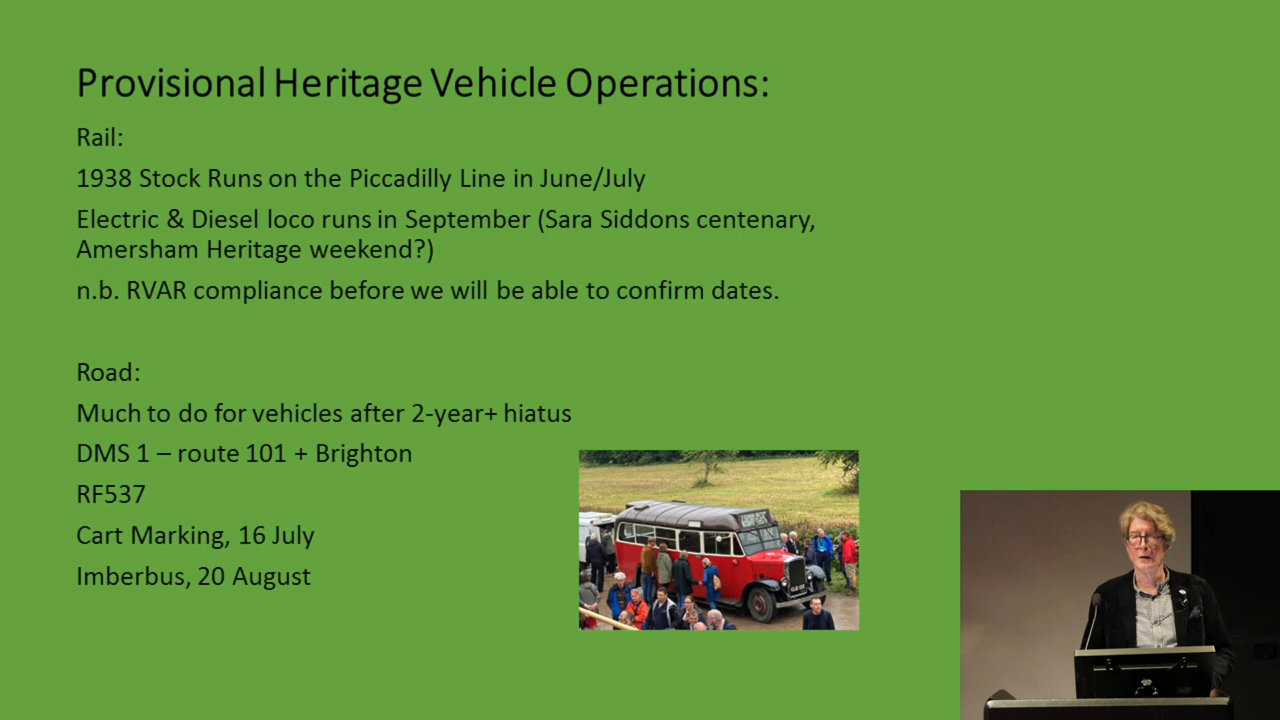 Provisional Heritage Vehicle Operations:
Rail:
1938 Stock Runs on the Piccadilly Line in June/July
Electric & Diesel loco runs in September (Sara Siddons centenary,
Amersham Heritage weekend?)
n.b. RVAR compliance before we will be able to confirm dates.
Road:
Much to do for vehicles after 2-year+ hiatus
DMS 1 – route 101 + Brighton
RF537
Cart Marking, 16 July
Imberbus, 20 August